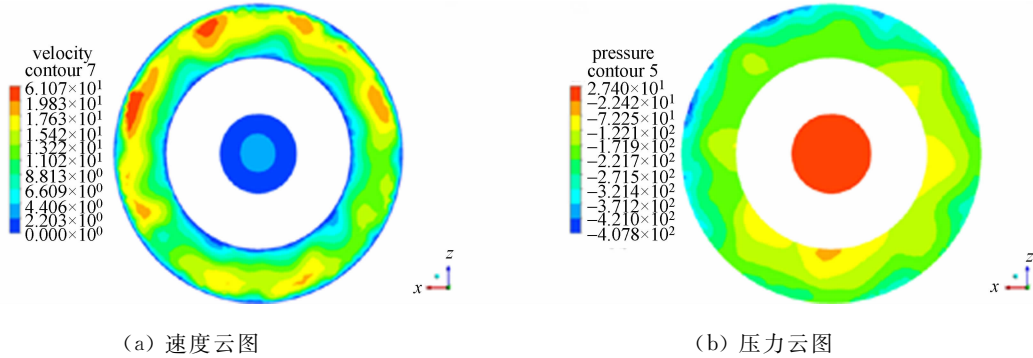 velocity
contour 7
6.107×10¹
1.983×10¹
1.763×10¹
1.542×10¹
1.322×10¹
1.102×10¹
8.813×10⁰
6.609×10⁰
4.406×10⁰
2.203×10⁰
0.000×10⁰
z
x
(a) 速度云图
pressure
contour 5
2.740×10¹
−2.242×10¹
−7.225×10¹
−1.221×10²
−2.217×10²
−2.715×10²
−3.214×10²
−3.712×10²
−4.210×10²
−4.078×10²
z
x
(b) 压力云图